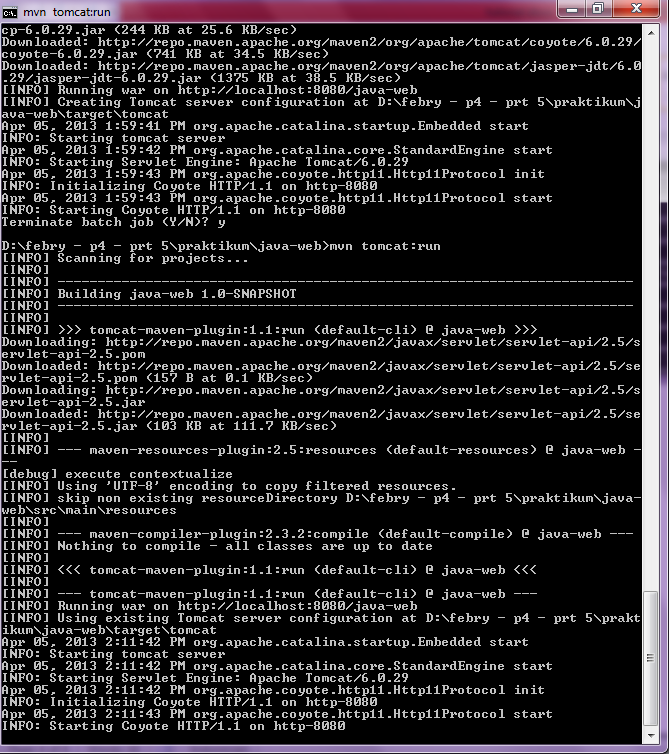 mvn tomcat:run
cp-6.0.29.jar (244 KB at 25.6 KB/sec)
Downloaded: http://repo.maven.apache.org/maven2/org/apache/tomcat/coyote/6.0.29/
coyote-6.0.29.jar (741 KB at 34.5 KB/sec)
Downloaded: http://repo.maven.apache.org/maven2/org/apache/tomcat/jasper-jdt/6.0
.29/jasper-jdt-6.0.29.jar (1375 KB at 38.5 KB/sec)
[INFO] Running war on http://localhost:8080/java-web
[INFO] Creating Tomcat server configuration at D:\febry - p4 - prt 5\praktikum\j
ava-web\target\tomcat
Apr 05, 2013 1:59:41 PM org.apache.catalina.startup.Embedded start
INFO: Starting tomcat server
Apr 05, 2013 1:59:42 PM org.apache.catalina.core.StandardEngine start
INFO: Starting Servlet Engine: Apache Tomcat/6.0.29
Apr 05, 2013 1:59:43 PM org.apache.coyote.http11.Http11Protocol init
INFO: Initializing Coyote HTTP/1.1 on http-8080
Apr 05, 2013 1:59:43 PM org.apache.coyote.http11.Http11Protocol start
INFO: Starting Coyote HTTP/1.1 on http-8080
Terminate batch job (Y/N)? y
D:\febry - p4 - prt 5\praktikum\java-web>mvn tomcat:run
[INFO] Scanning for projects...
[INFO]
[INFO] ------------------------------------------------------------------------
[INFO] Building java-web 1.0-SNAPSHOT
[INFO] ------------------------------------------------------------------------
[INFO]
[INFO] >>> tomcat-maven-plugin:1.1:run (default-cli) @ java-web >>>
Downloading: http://repo.maven.apache.org/maven2/javax/servlet/servlet-api/2.5/s
ervlet-api-2.5.pom
Downloaded: http://repo.maven.apache.org/maven2/javax/servlet/servlet-api/2.5/se
rvlet-api-2.5.pom (157 B at 0.1 KB/sec)
Downloading: http://repo.maven.apache.org/maven2/javax/servlet/servlet-api/2.5/s
ervlet-api-2.5.jar
Downloaded: http://repo.maven.apache.org/maven2/javax/servlet/servlet-api/2.5/se
rvlet-api-2.5.jar (103 KB at 111.7 KB/sec)
[INFO]
[INFO] --- maven-resources-plugin:2.5:resources (default-resources) @ java-web -
--
[debug] execute contextualize
[INFO] Using 'UTF-8' encoding to copy filtered resources.
[INFO] skip non existing resourceDirectory D:\febry - p4 - prt 5\praktikum\java-
web\src\main\resources
[INFO]
[INFO] --- maven-compiler-plugin:2.3.2:compile (default-compile) @ java-web ---
[INFO] Nothing to compile - all classes are up to date
[INFO]
[INFO] <<< tomcat-maven-plugin:1.1:run (default-cli) @ java-web <<<
[INFO]
[INFO] --- tomcat-maven-plugin:1.1:run (default-cli) @ java-web ---
[INFO] Running war on http://localhost:8080/java-web
[INFO] Using existing Tomcat server configuration at D:\febry - p4 - prt 5\prakt
ikum\java-web\target\tomcat
Apr 05, 2013 2:11:42 PM org.apache.catalina.startup.Embedded start
INFO: Starting tomcat server
Apr 05, 2013 2:11:42 PM org.apache.catalina.core.StandardEngine start
INFO: Starting Servlet Engine: Apache Tomcat/6.0.29
Apr 05, 2013 2:11:43 PM org.apache.coyote.http11.Http11Protocol init
INFO: Initializing Coyote HTTP/1.1 on http-8080
Apr 05, 2013 2:11:43 PM org.apache.coyote.http11.Http11Protocol start
INFO: Starting Coyote HTTP/1.1 on http-8080